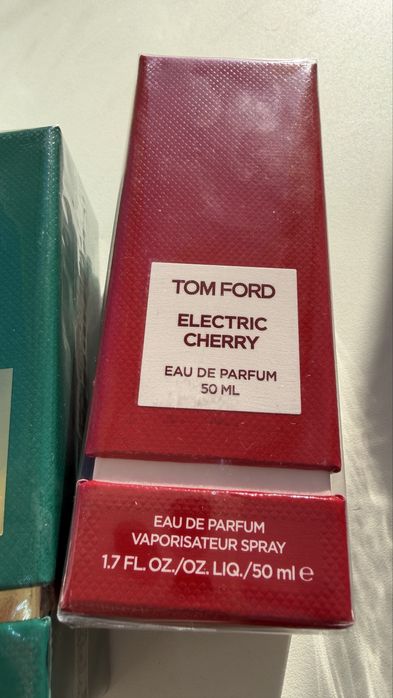 TOM FORD
ELECTRIC
CHERRY
EAU DE PARFUM
50 ML
EAU DE PARFUM
VAPORISATEUR SPRAY
1.7 FL. OZ./OZ. LIQ./50 ml ℮